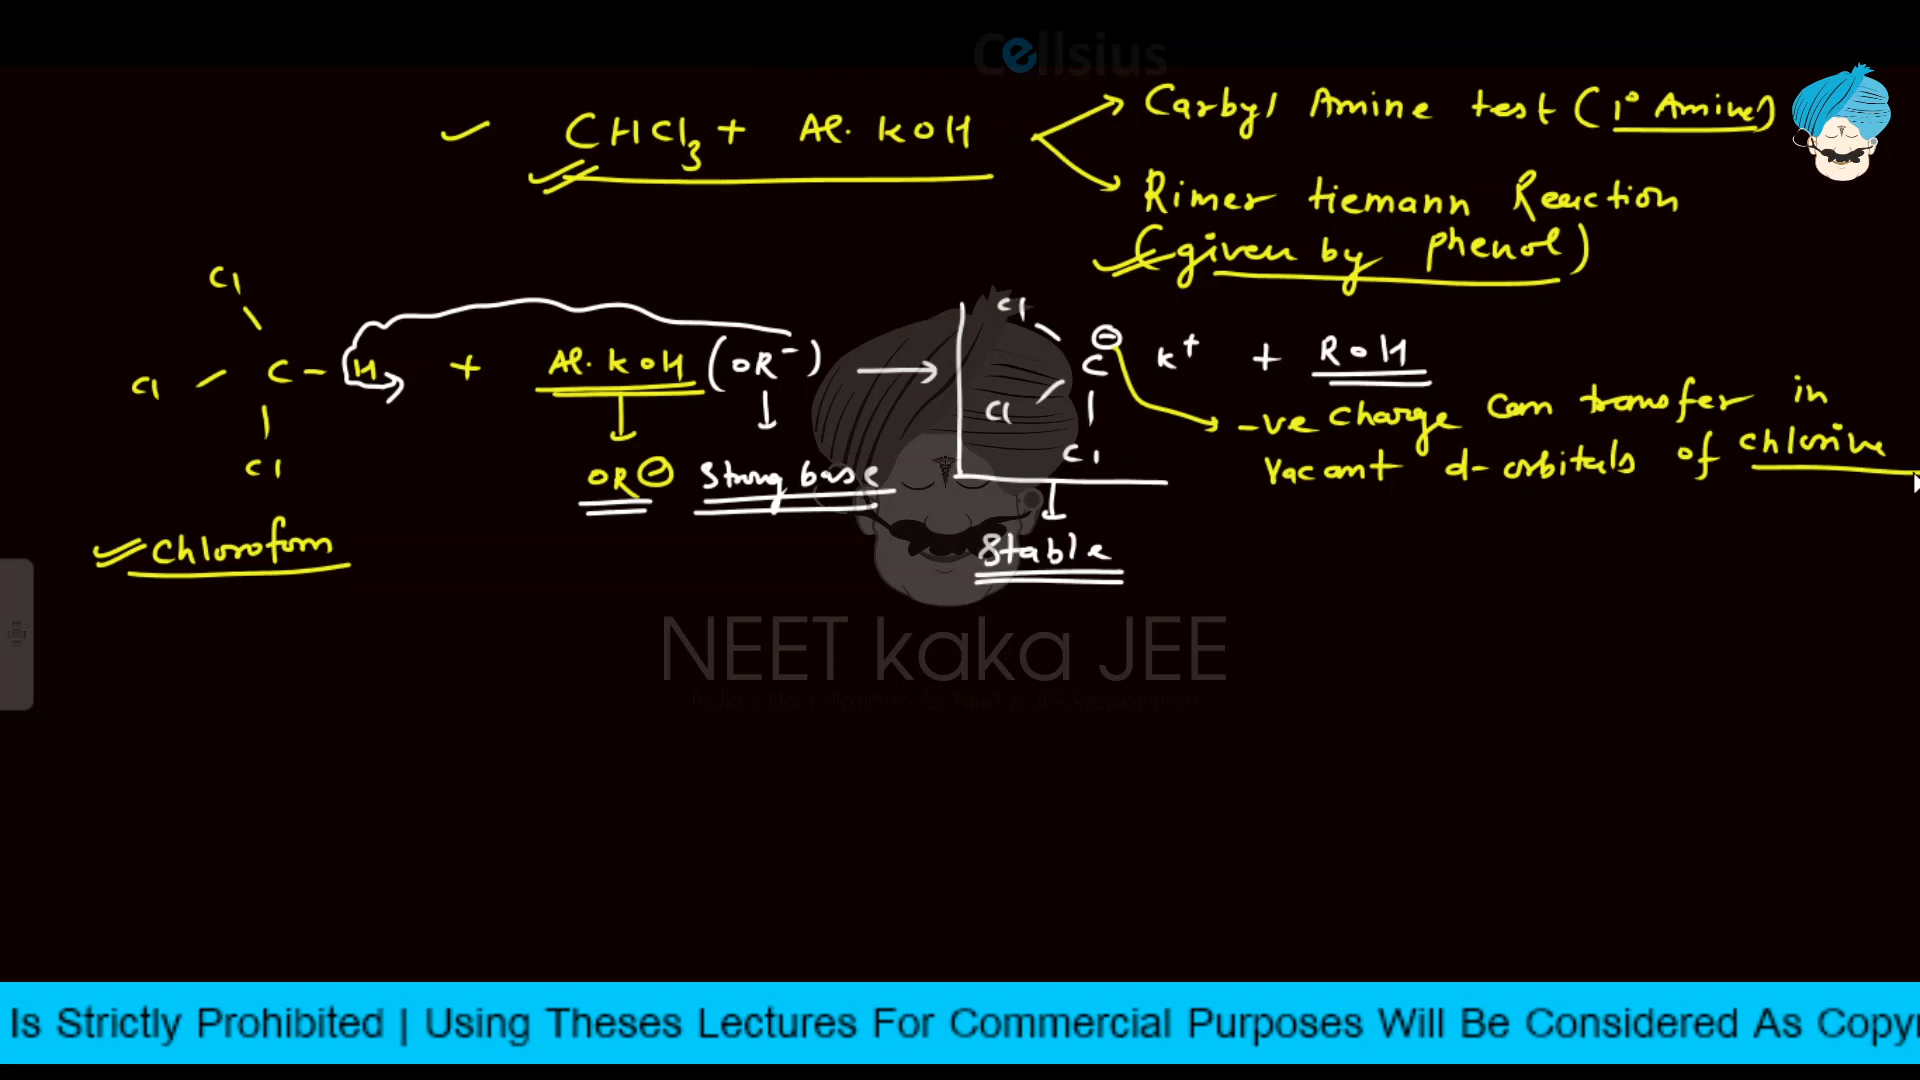 Cellsius
CHCl3 + Al. KOH
Carbyl Amine test (1° Amine)
Rimer tiemann Reaction
(given by phenol)
Cl
Cl - C - H + Al. KOH (OR⁻) → Cl C⊖ K⁺ + ROH
Cl
Cl
Cl
OR⊖ Strong base
-ve charge can transfer in
vacant d-orbitals of chlorine
Chloroform
Stable
NEET kaka JEE
Is Strictly Prohibited | Using Theses Lectures For Commercial Purposes Will Be Considered As Copyr